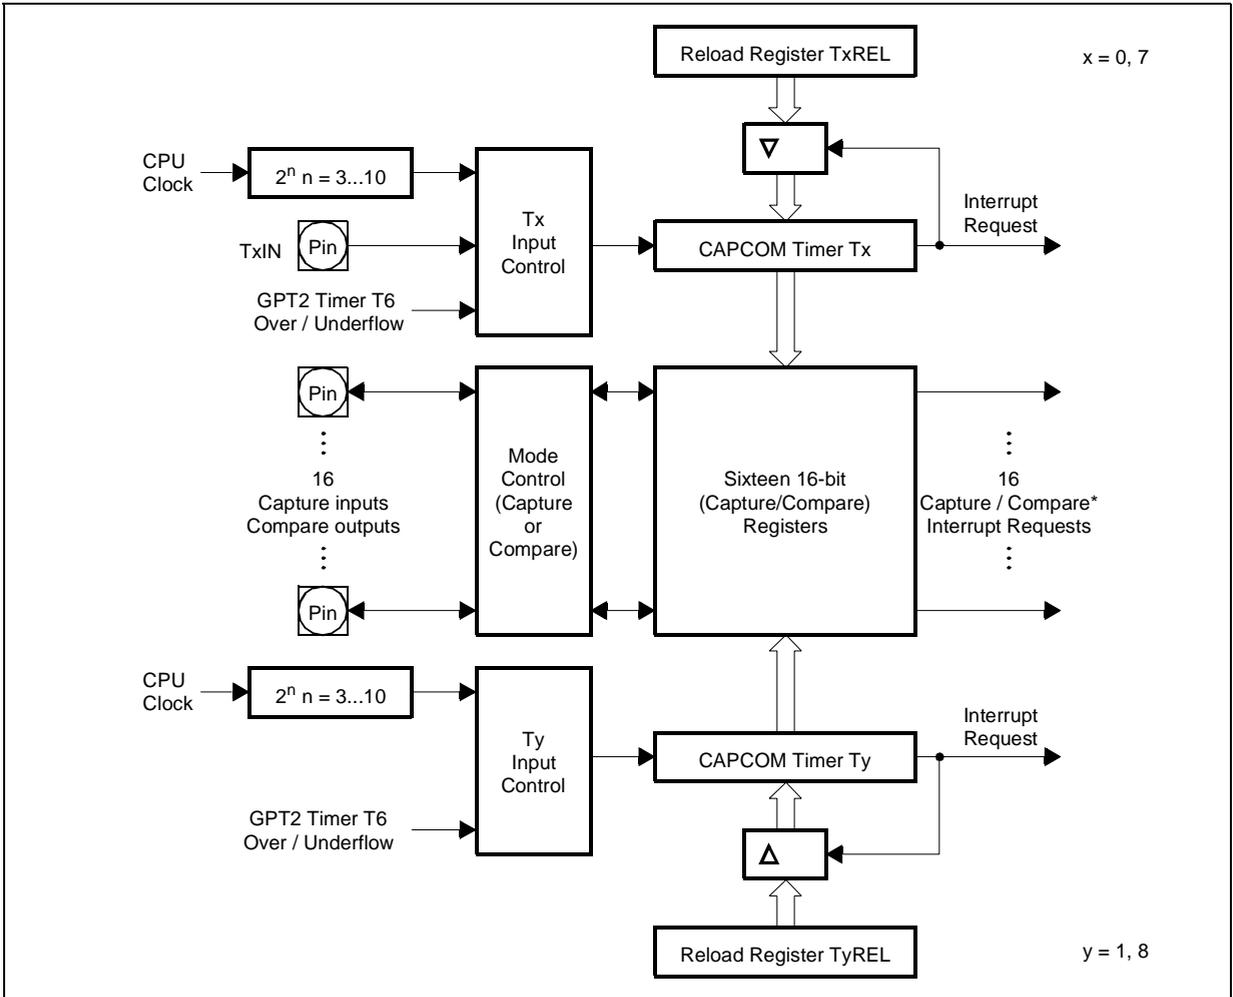 Reload Register TxREL
x = 0, 7
CPU
Clock
2ⁿ n = 3...10
Tx
Input
Control
Interrupt
Request
TxIN
Pin
CAPCOM Timer Tx
GPT2 Timer T6
Over / Underflow
Pin
16
Capture inputs
Compare outputs
Pin
Mode
Control
(Capture
or
Compare)
Sixteen 16-bit
(Capture/Compare)
Registers
16
Capture / Compare*
Interrupt Requests
CPU
Clock
2ⁿ n = 3...10
Ty
Input
Control
Interrupt
Request
CAPCOM Timer Ty
GPT2 Timer T6
Over / Underflow
Reload Register TyREL
y = 1, 8